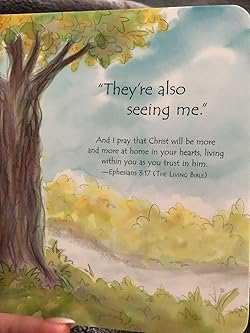 "They're also
seeing me."
And I pray that Christ will be more
and more at home in your hearts, living
within you as you trust in him.
—Ephesians 3:17 (The Living Bible)